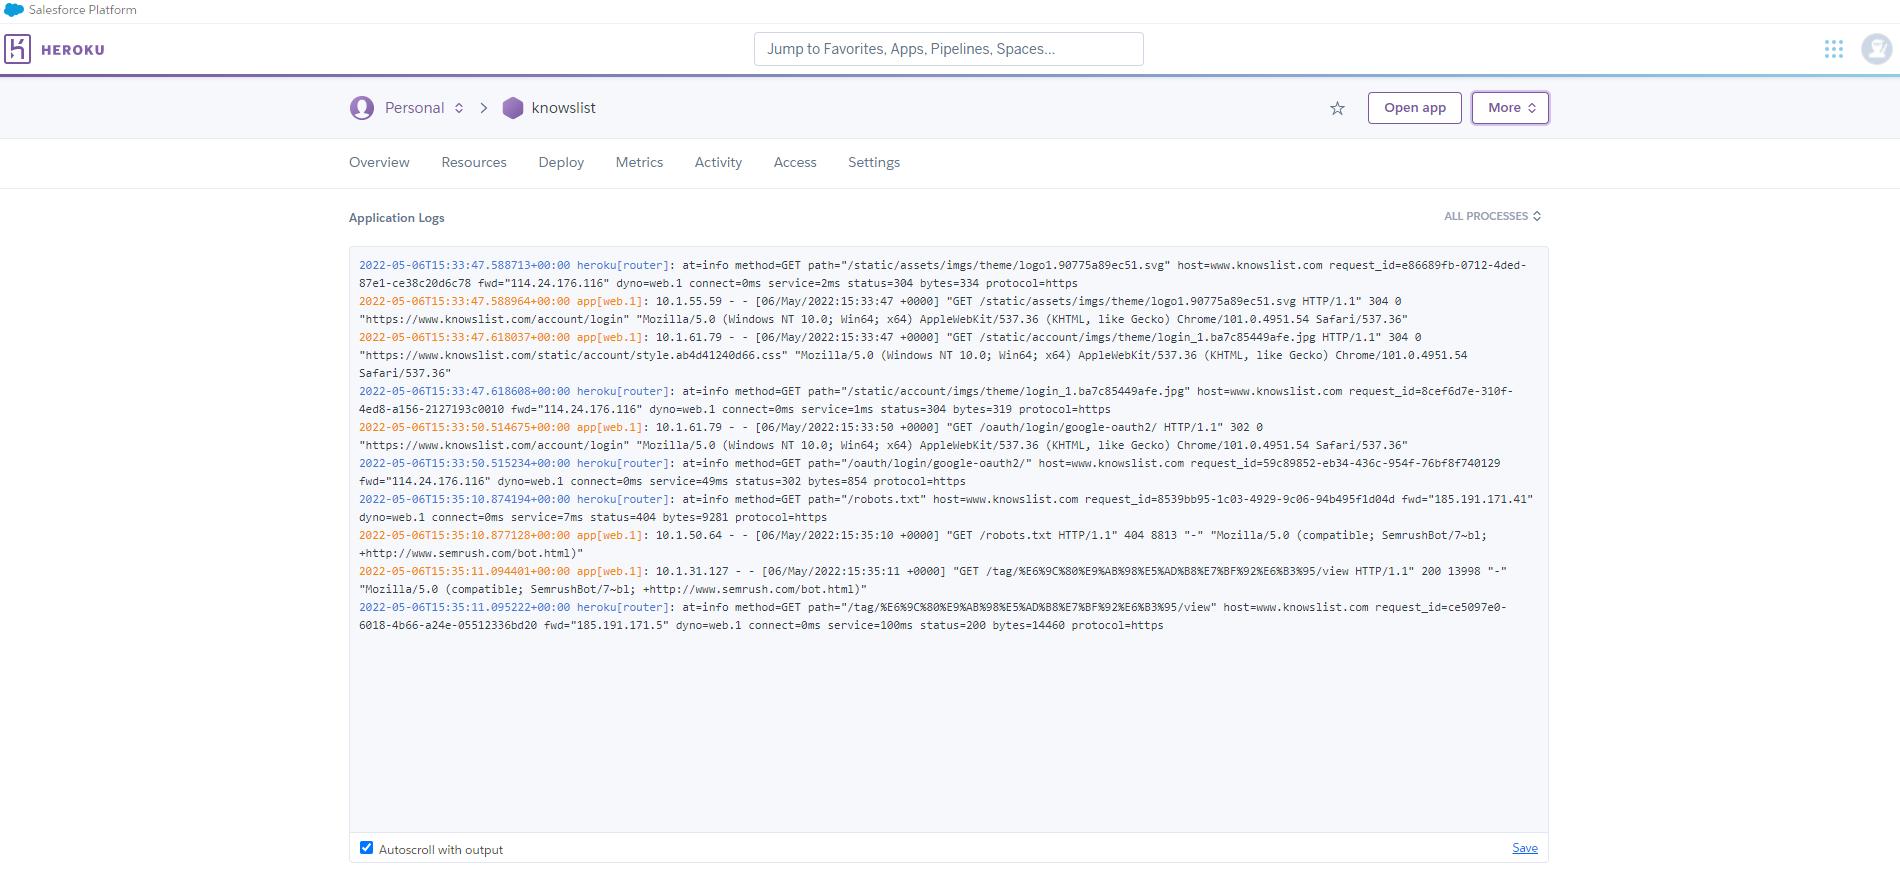 Salesforce Platform
HEROKU
Jump to Favorites, Apps, Pipelines, Spaces...
Personal
knowslist
Open app
More
Overview
Resources
Deploy
Metrics
Activity
Access
Settings
Application Logs
ALL PROCESSES
2022-05-06T15:33:47.588713+00:00 heroku[router]: at=info method=GET path="/static/assets/imgs/theme/logo1.90775a89ec51.svg" host=www.knowslist.com request_id=e86689fb-0712-4ded-
87e1-ce38c20d6c78 fwd="114.24.176.116" dyno=web.1 connect=0ms service=2ms status=304 bytes=334 protocol=https
2022-05-06T15:33:47.588964+00:00 app[web.1]: 10.1.55.59 - - [06/May/2022:15:33:47 +0000] "GET /static/assets/imgs/theme/logo1.90775a89ec51.svg HTTP/1.1" 304 0
"https://www.knowslist.com/account/login" "Mozilla/5.0 (Windows NT 10.0; Win64; x64) AppleWebKit/537.36 (KHTML, like Gecko) Chrome/101.0.4951.54 Safari/537.36"
2022-05-06T15:33:47.618037+00:00 app[web.1]: 10.1.61.79 - - [06/May/2022:15:33:47 +0000] "GET /static/account/imgs/theme/login_1.ba7c85449afe.jpg HTTP/1.1" 304 0
"https://www.knowslist.com/static/account/style.ab4d41240d66.css" "Mozilla/5.0 (Windows NT 10.0; Win64; x64) AppleWebKit/537.36 (KHTML, like Gecko) Chrome/101.0.4951.54
Safari/537.36"
2022-05-06T15:33:47.618608+00:00 heroku[router]: at=info method=GET path="/static/account/imgs/theme/login_1.ba7c85449afe.jpg" host=www.knowslist.com request_id=8cef6d7e-310f-
4ed8-a156-2127193c0010 fwd="114.24.176.116" dyno=web.1 connect=0ms service=1ms status=304 bytes=319 protocol=https
2022-05-06T15:33:50.514675+00:00 app[web.1]: 10.1.61.79 - - [06/May/2022:15:33:50 +0000] "GET /oauth/login/google-oauth2/ HTTP/1.1" 302 0
"https://www.knowslist.com/account/login" "Mozilla/5.0 (Windows NT 10.0; Win64; x64) AppleWebKit/537.36 (KHTML, like Gecko) Chrome/101.0.4951.54 Safari/537.36"
2022-05-06T15:33:50.515234+00:00 heroku[router]: at=info method=GET path="/oauth/login/google-oauth2/" host=www.knowslist.com request_id=59c89852-eb34-436c-954f-76bf8f740129
fwd="114.24.176.116" dyno=web.1 connect=0ms service=49ms status=302 bytes=854 protocol=https
2022-05-06T15:35:10.874194+00:00 heroku[router]: at=info method=GET path="/robots.txt" host=www.knowslist.com request_id=8539bb95-1c03-4929-9c06-94b495f1d04d fwd="185.191.171.41"
dyno=web.1 connect=0ms service=7ms status=404 bytes=9281 protocol=https
2022-05-06T15:35:10.877128+00:00 app[web.1]: 10.1.50.64 - - [06/May/2022:15:35:10 +0000] "GET /robots.txt HTTP/1.1" 404 8813 "-" "Mozilla/5.0 (compatible; SemrushBot/7~bl;
+http://www.semrush.com/bot.html)"
2022-05-06T15:35:11.094401+00:00 app[web.1]: 10.1.31.127 - - [06/May/2022:15:35:11 +0000] "GET /tag/%E6%9C%80%E9%AB%98%E5%AD%B8%E7%BF%92%E6%B3%95/view HTTP/1.1" 200 13998 "-"
"Mozilla/5.0 (compatible; SemrushBot/7~bl; +http://www.semrush.com/bot.html)"
2022-05-06T15:35:11.095222+00:00 heroku[router]: at=info method=GET path="/tag/%E6%9C%80%E9%AB%98%E5%AD%B8%E7%BF%92%E6%B3%95/view" host=www.knowslist.com request_id=ce5097e0-
6018-4b66-a24e-05512336bd20 fwd="185.191.171.5" dyno=web.1 connect=0ms service=100ms status=200 bytes=14460 protocol=https
Autoscroll with output
Save